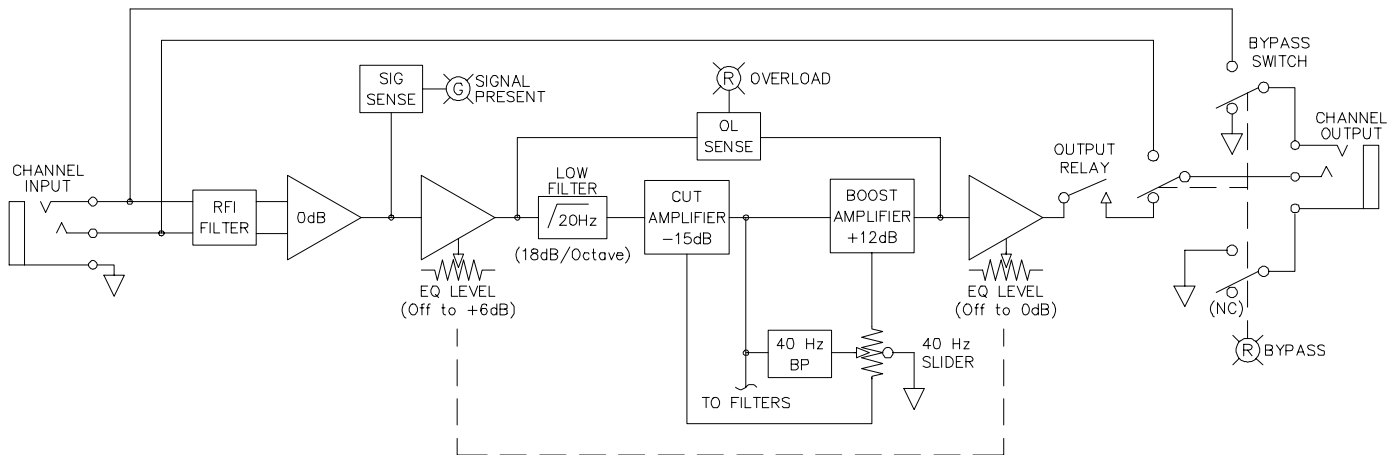 BYPASS
SWITCH
SIG
SENSE
G
SIGNAL
PRESENT
R
OVERLOAD
OL
SENSE
CHANNEL
OUTPUT
OUTPUT
RELAY
CHANNEL
INPUT
RFI
FILTER
0dB
LOW
FILTER
20Hz
(18dB/Octave)
CUT
AMPLIFIER
-15dB
BOOST
AMPLIFIER
+12dB
EQ LEVEL
(Off to +6dB)
EQ LEVEL
(Off to 0dB)
(NC)
40 Hz
BP
40 Hz
SLIDER
TO FILTERS
R
BYPASS